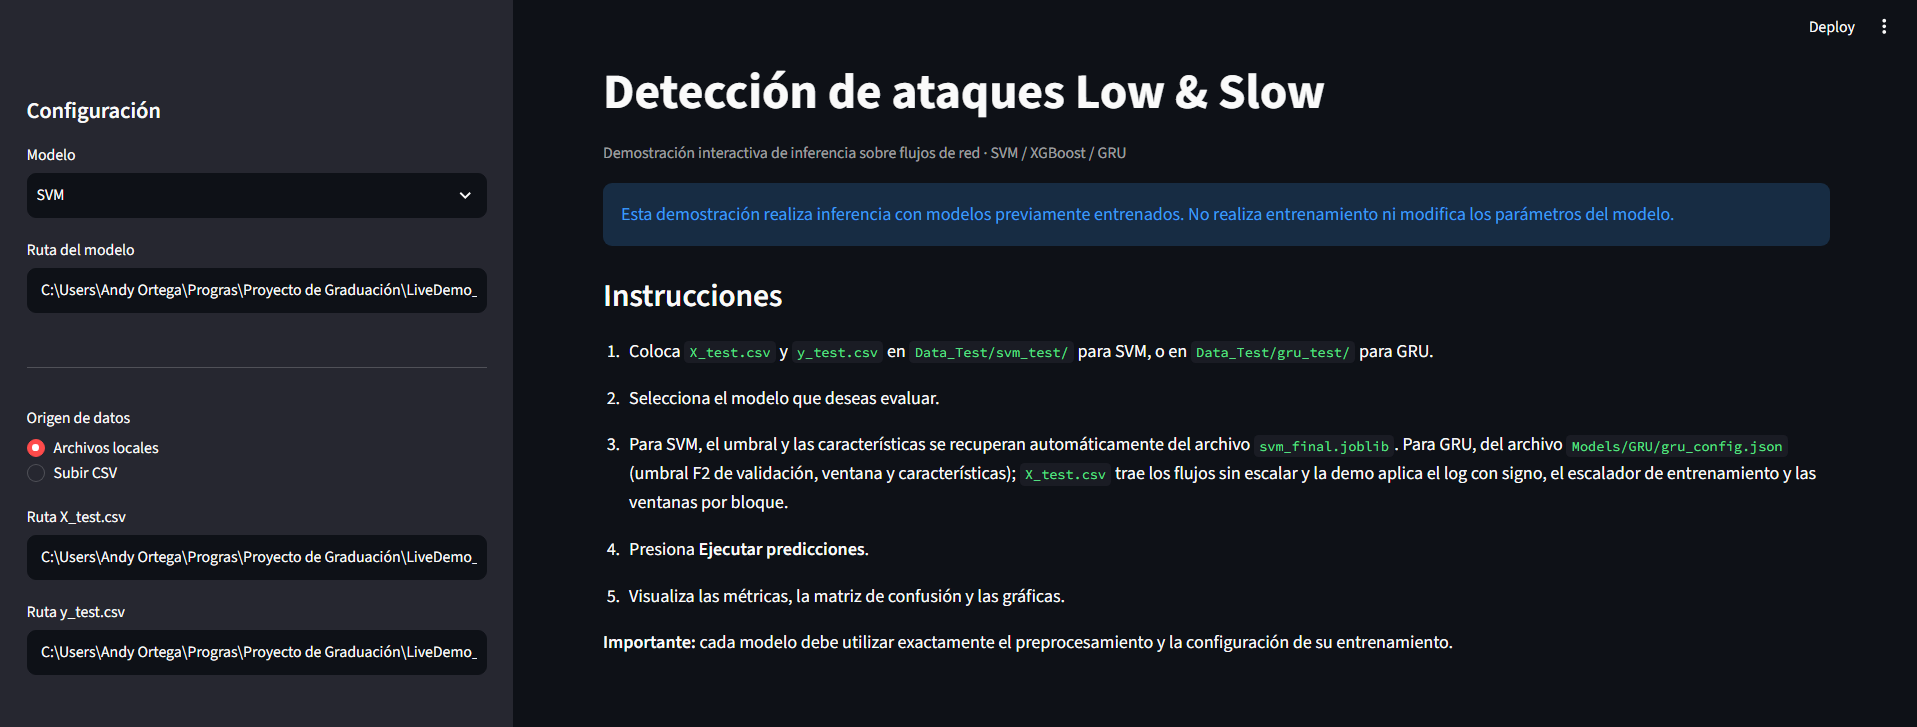 Deploy
Configuración
Modelo
SVM
Ruta del modelo
C:\Users\Andy Ortega\Progras\Proyecto de Graduación\LiveDemo_
Origen de datos
Archivos locales
Subir CSV
Ruta X_test.csv
C:\Users\Andy Ortega\Progras\Proyecto de Graduación\LiveDemo_
Ruta y_test.csv
C:\Users\Andy Ortega\Progras\Proyecto de Graduación\LiveDemo_
Detección de ataques Low & Slow
Demostración interactiva de inferencia sobre flujos de red · SVM / XGBoost / GRU
Esta demostración realiza inferencia con modelos previamente entrenados. No realiza entrenamiento ni modifica los parámetros del modelo.
Instrucciones
1. Coloca X_test.csv y y_test.csv en Data_Test/svm_test/ para SVM, o en Data_Test/gru_test/ para GRU.
2. Selecciona el modelo que deseas evaluar.
3. Para SVM, el umbral y las características se recuperan automáticamente del archivo svm_final.joblib. Para GRU, del archivo Models/GRU/gru_config.json
(umbral F2 de validación, ventana y características); X_test.csv trae los flujos sin escalar y la demo aplica el log con signo, el escalador de entrenamiento y las
ventanas por bloque.
4. Presiona Ejecutar predicciones.
5. Visualiza las métricas, la matriz de confusión y las gráficas.
Importante: cada modelo debe utilizar exactamente el preprocesamiento y la configuración de su entrenamiento.